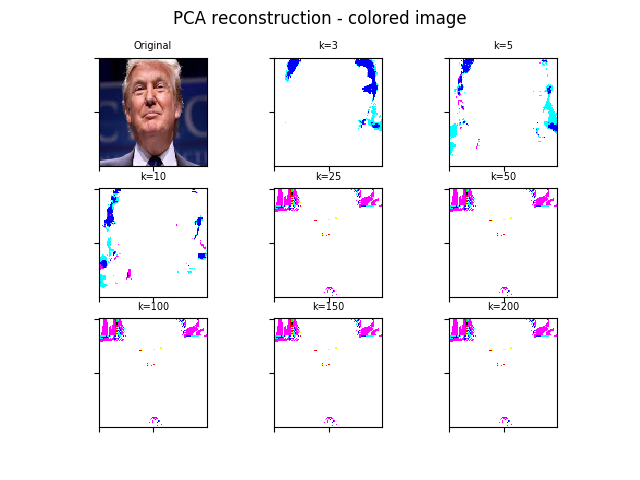 PCA reconstruction - colored image
Original
k=3
k=5
k=10
k=25
k=50
k=100
k=150
k=200